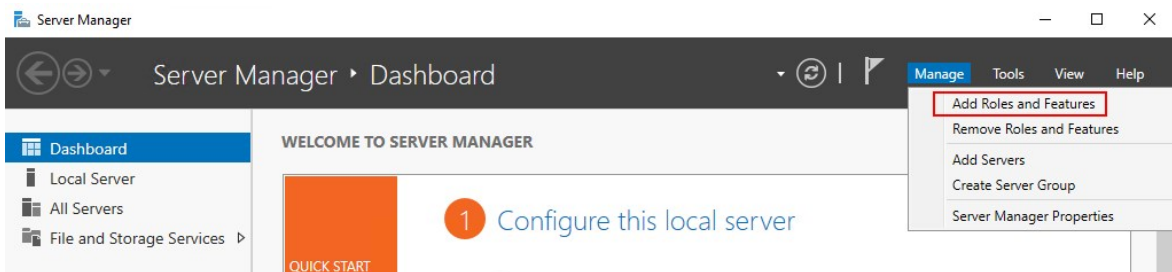 Server Manager
Server Manager ‣ Dashboard
Manage Tools View Help
Add Roles and Features
Remove Roles and Features
Add Servers
Create Server Group
Server Manager Properties
Dashboard
Local Server
All Servers
File and Storage Services
WELCOME TO SERVER MANAGER
QUICK START
1 Configure this local server